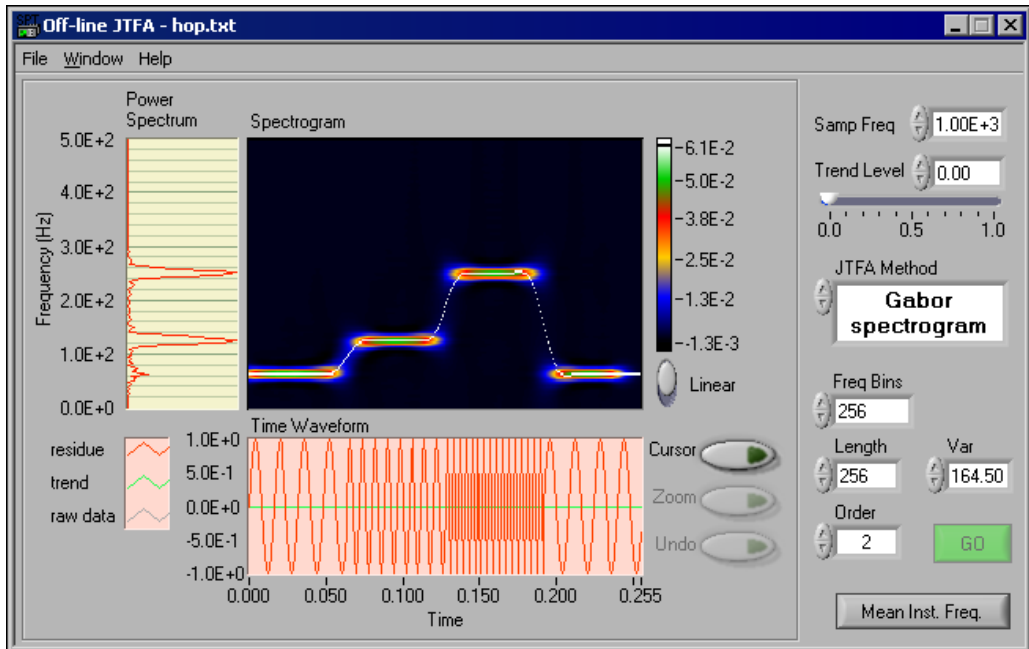 SPT
Off-line JTFA - hop.txt
File Window Help
Power
Spectrum
Spectrogram
5.0E+2
4.0E+2
3.0E+2
2.0E+2
1.0E+2
0.0E+0
Frequency (Hz)
6.1E-2
5.0E-2
3.8E-2
2.5E-2
1.3E-2
-1.3E-3
Linear
Samp Freq 1.00E+3
Trend Level 0.00
0.0 0.5 1.0
JTFA Method
Gabor
spectrogram
Freq Bins
256
Length Var
256 164.50
Order
2 GO
Mean Inst. Freq.
residue
trend
raw data
Time Waveform
1.0E+0
5.0E-1
0.0E+0
-5.0E-1
-1.0E+0
0.000 0.050 0.100 0.150 0.200 0.255
Time
Cursor
Zoom
Undo